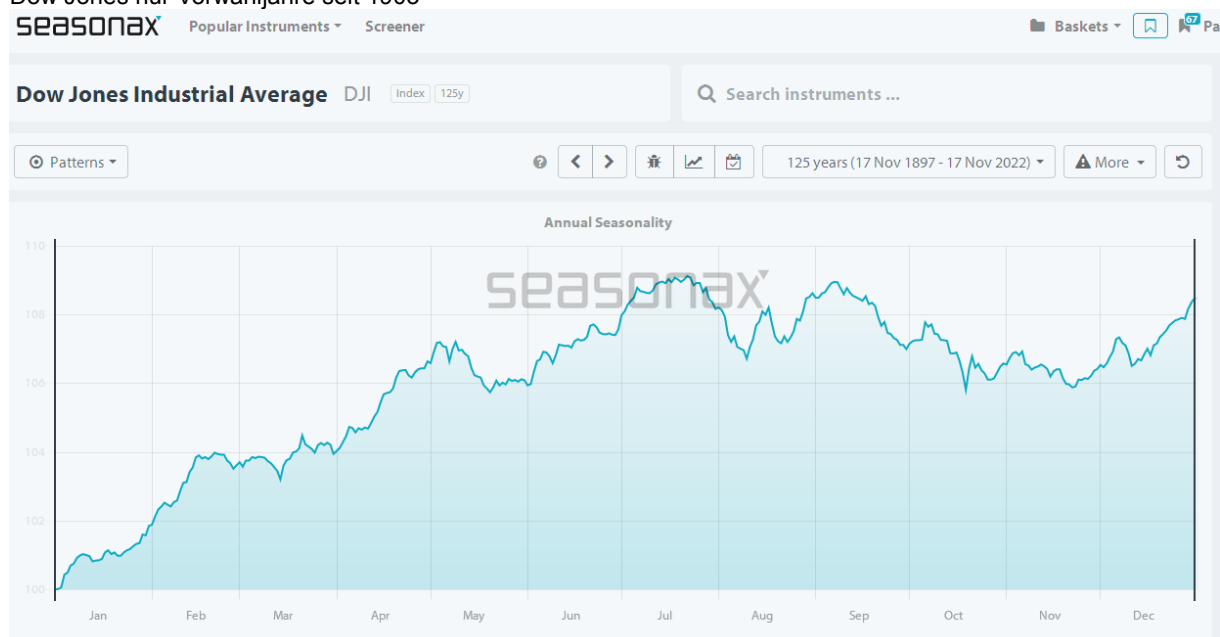 Dow Jones nur Vorwahljahre seit 1903
seasonax Popular Instruments Screener Baskets 67 Pa
Dow Jones Industrial Average DJI Index 125y Search instruments ...
Patterns 125 years (17 Nov 1897 - 17 Nov 2022) More
Annual Seasonality
seasonax
110
108
106
104
102
100
Jan Feb Mar Apr May Jun Jul Aug Sep Oct Nov Dec